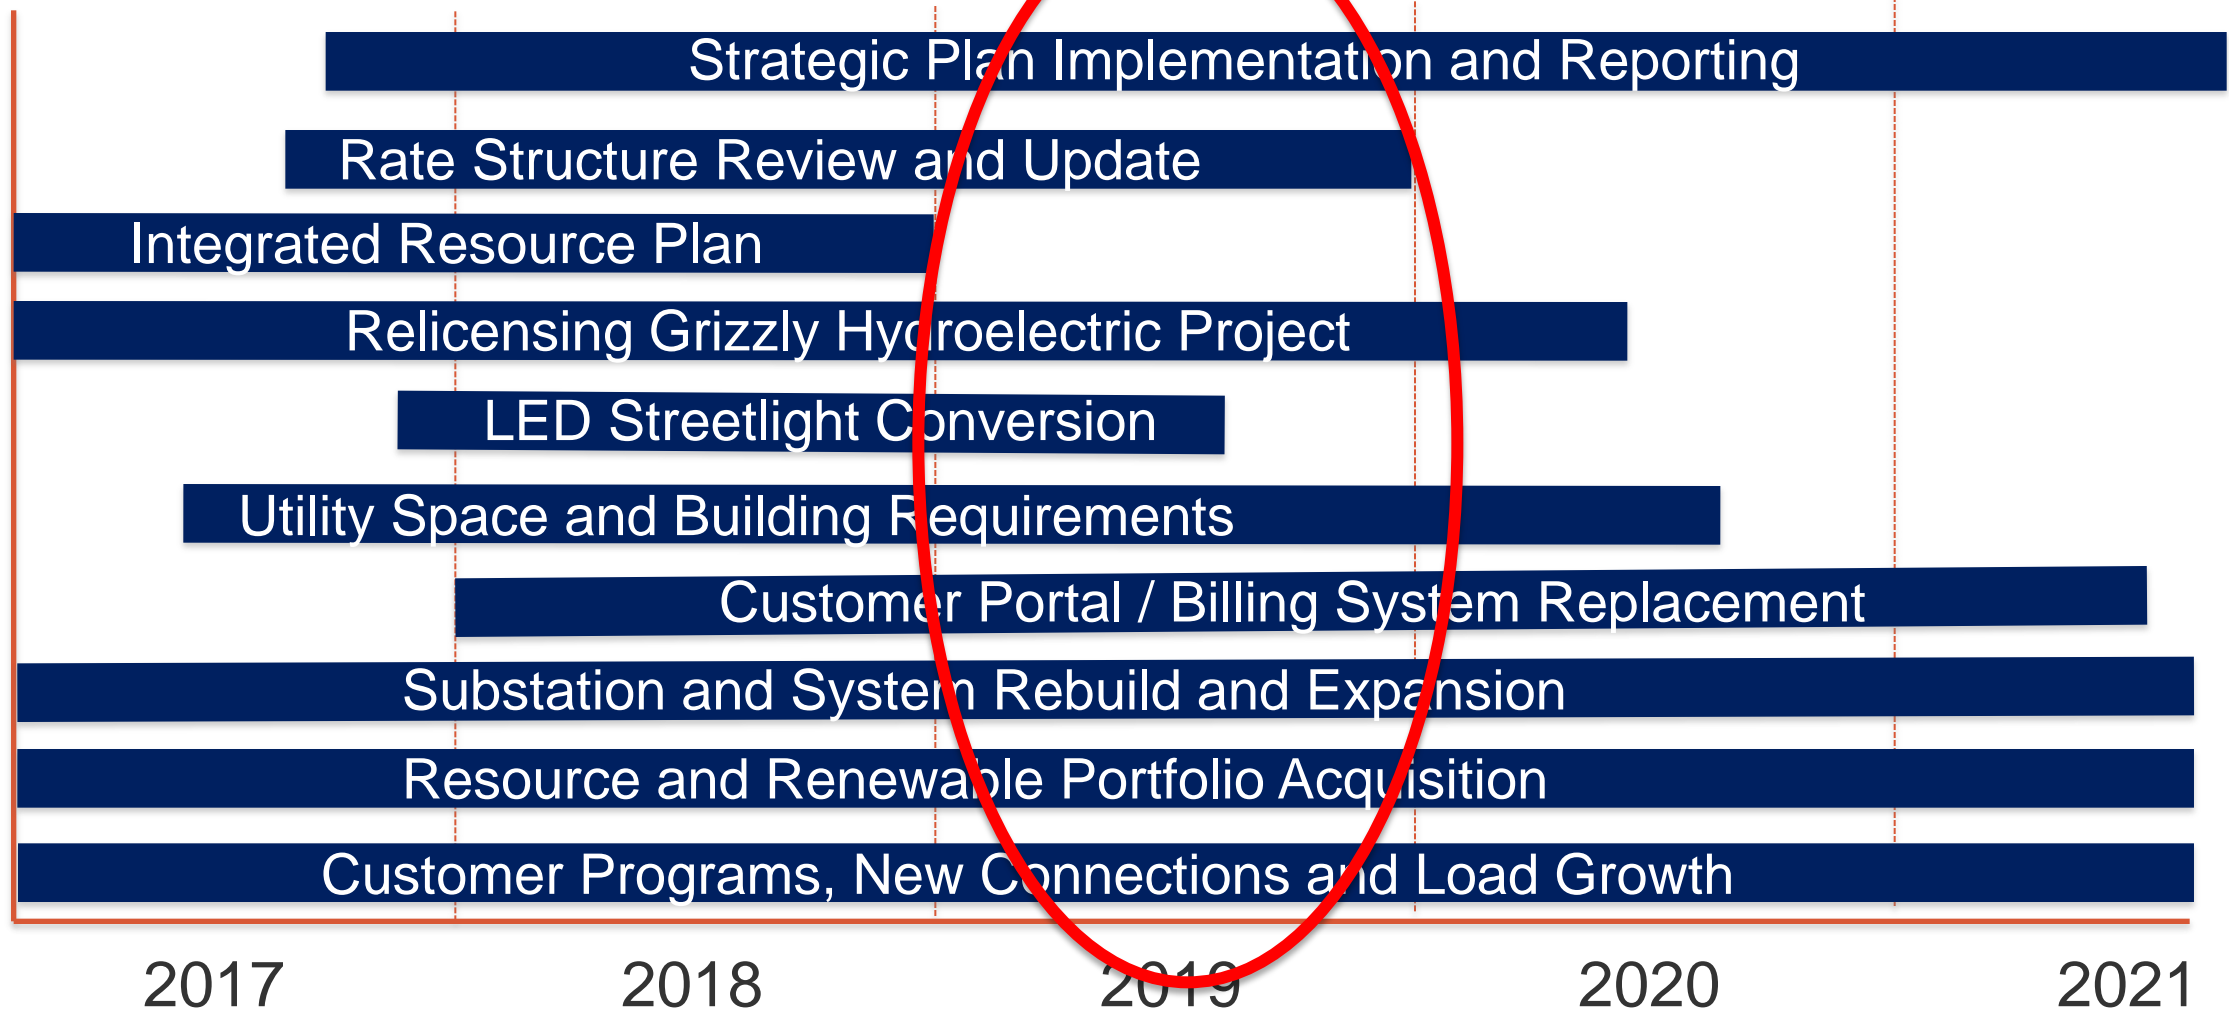 Strategic Plan Implementation and Reporting
Rate Structure Review and Update
Integrated Resource Plan
Relicensing Grizzly Hydroelectric Project
LED Streetlight Conversion
Utility Space and Building Requirements
Customer Portal / Billing System Replacement
Substation and System Rebuild and Expansion
Resource and Renewable Portfolio Acquisition
Customer Programs, New Connections and Load Growth
2017 2018 2019 2020 2021